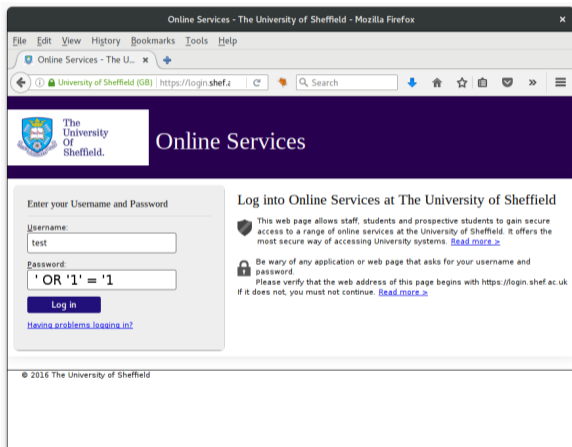 Online Services - The University of Sheffield - Mozilla Firefox
File Edit View History Bookmarks Tools Help
Online Services - The U...
University of Sheffield (GB) https://login.shef.a
Search
The
University
Of
Sheffield.
Online Services
Enter your Username and Password
Username:
test
Password:
' OR '1' = '1
Log in
Having problems logging in?
Log into Online Services at The University of Sheffield
This web page allows staff, students and prospective students to gain secure
access to a range of online services at the University of Sheffield. It offers the
most secure way of accessing University systems. Read more >
Be wary of any application or web page that asks for your username and
password.
Please verify that the web address of this page begins with https://login.shef.ac.uk
If it does not, you must not continue. Read more >
© 2016 The University of Sheffield